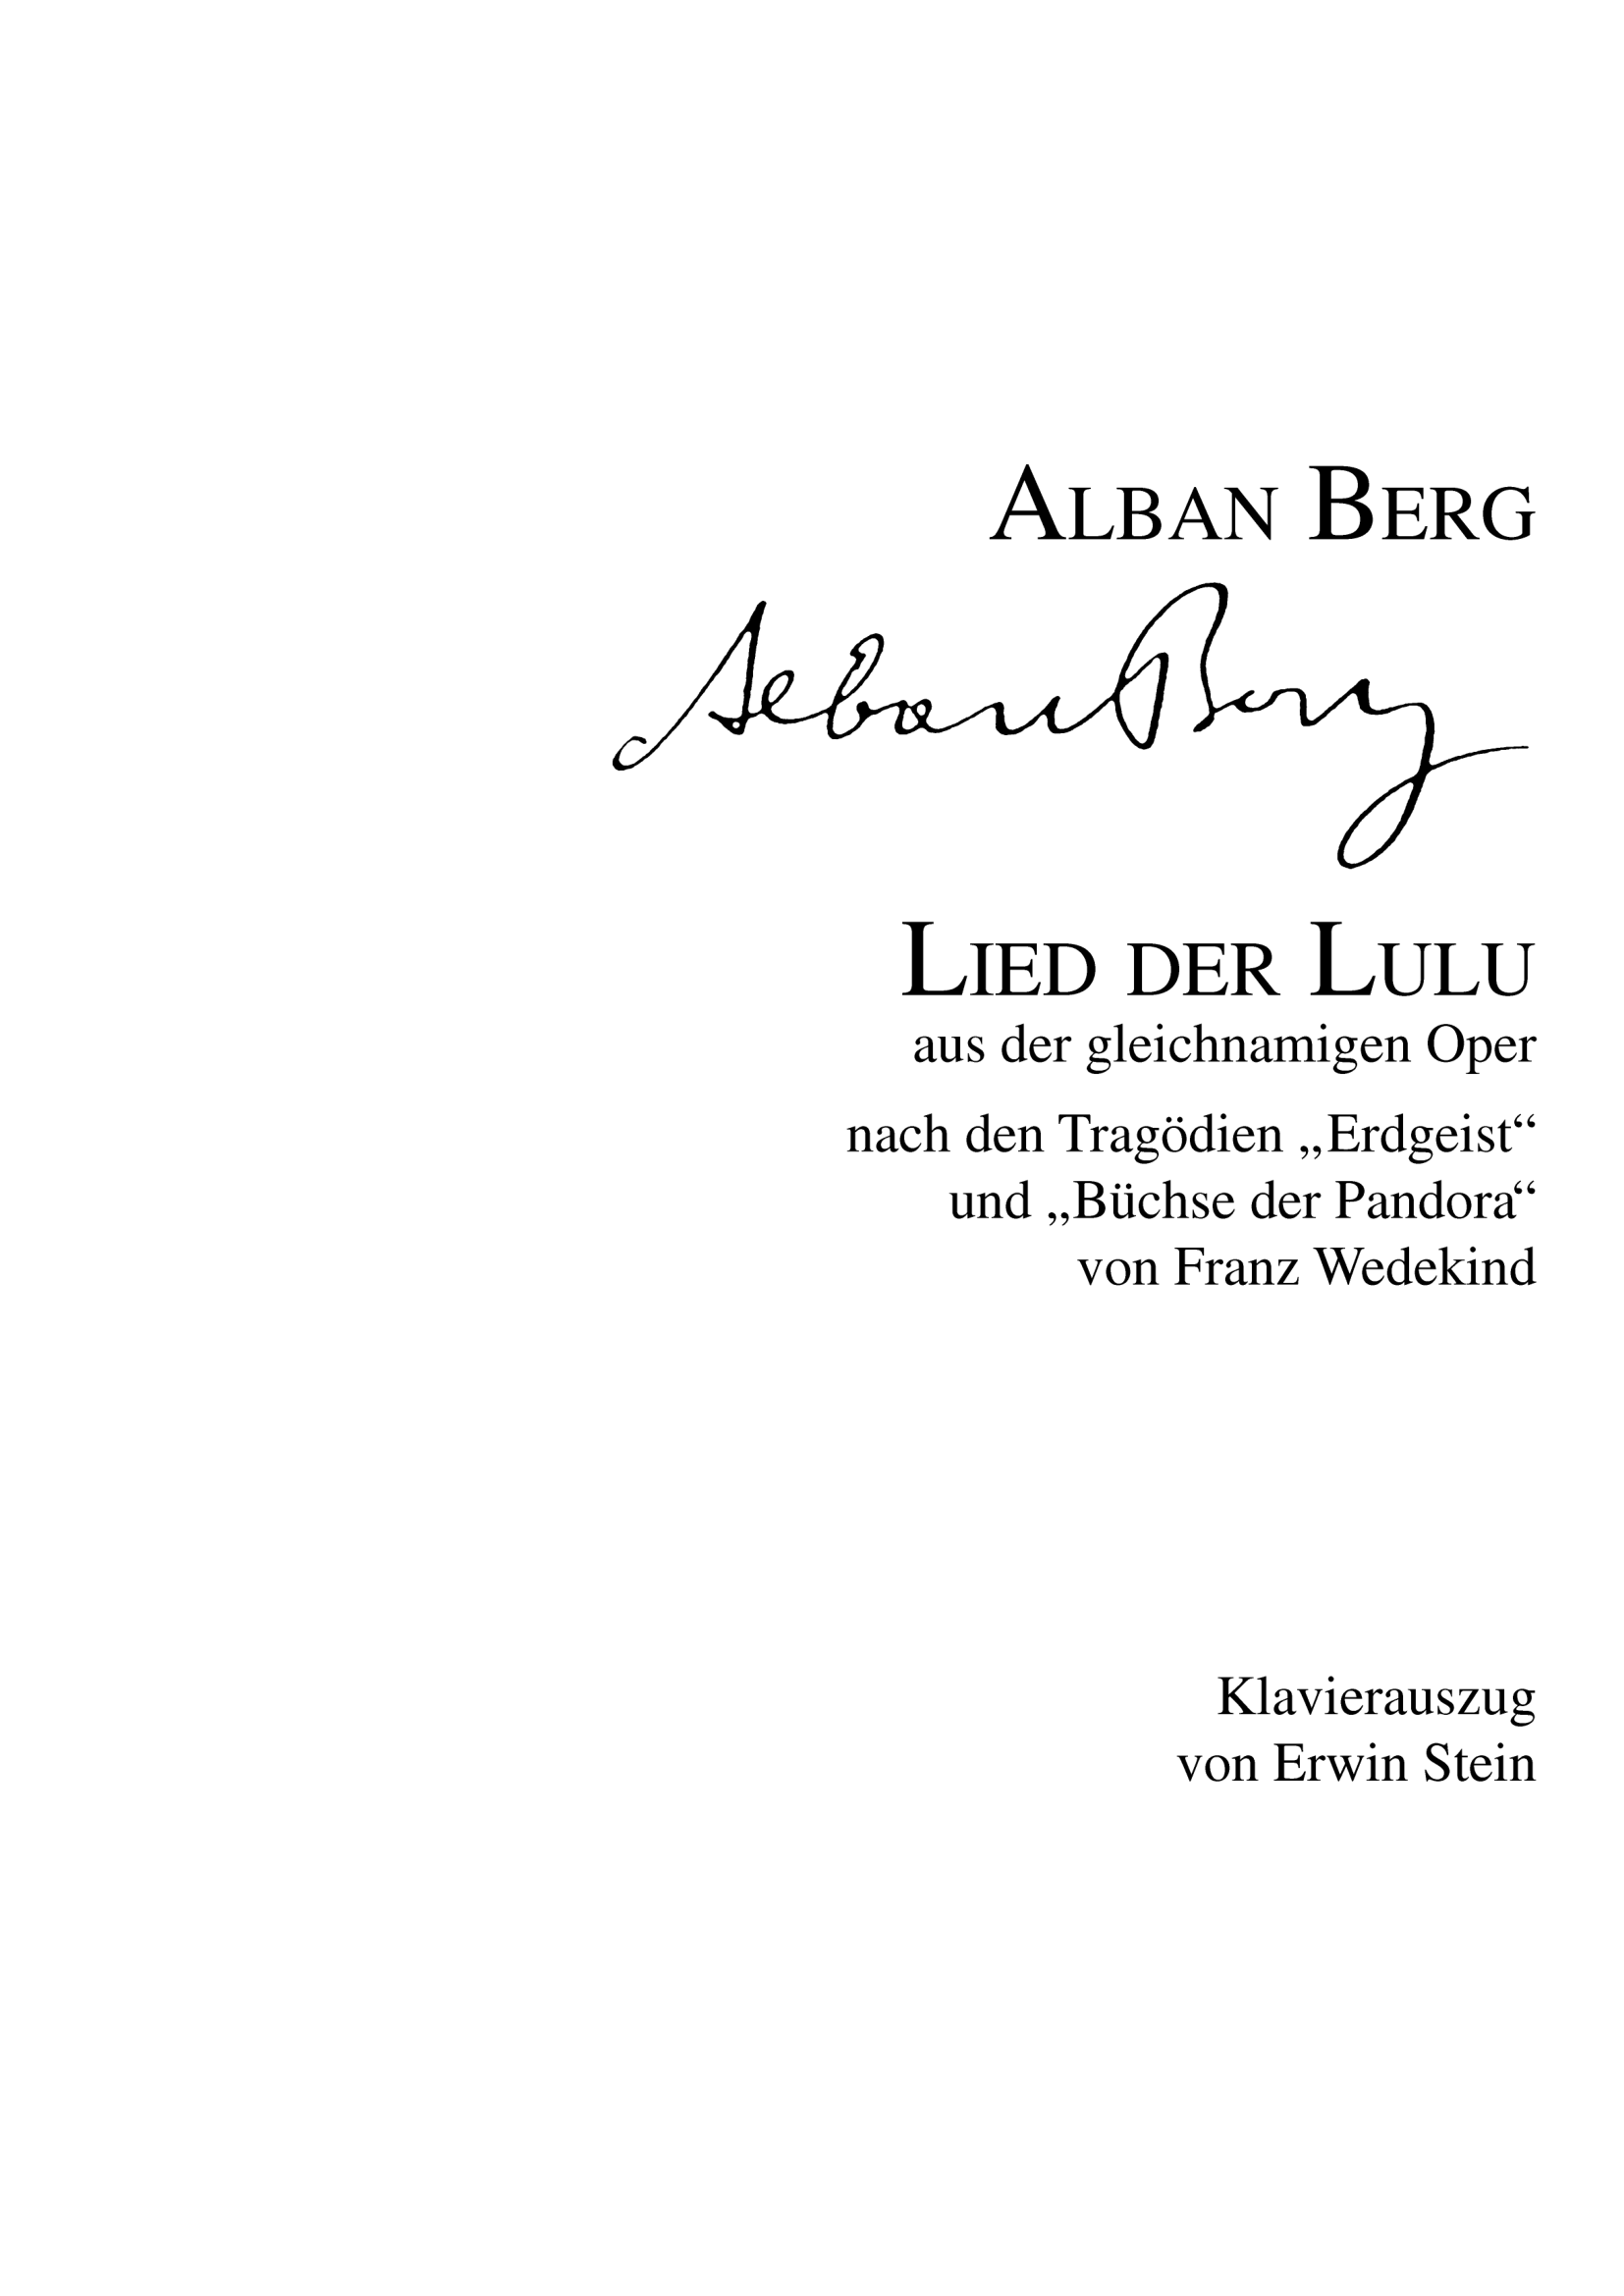 ALBAN BERG
Alban Berg
LIED DER LULU
aus der gleichnamigen Oper
nach den Tragödien „Erdgeist“
und „Büchse der Pandora“
von Franz Wedekind
Klavierauszug
von Erwin Stein